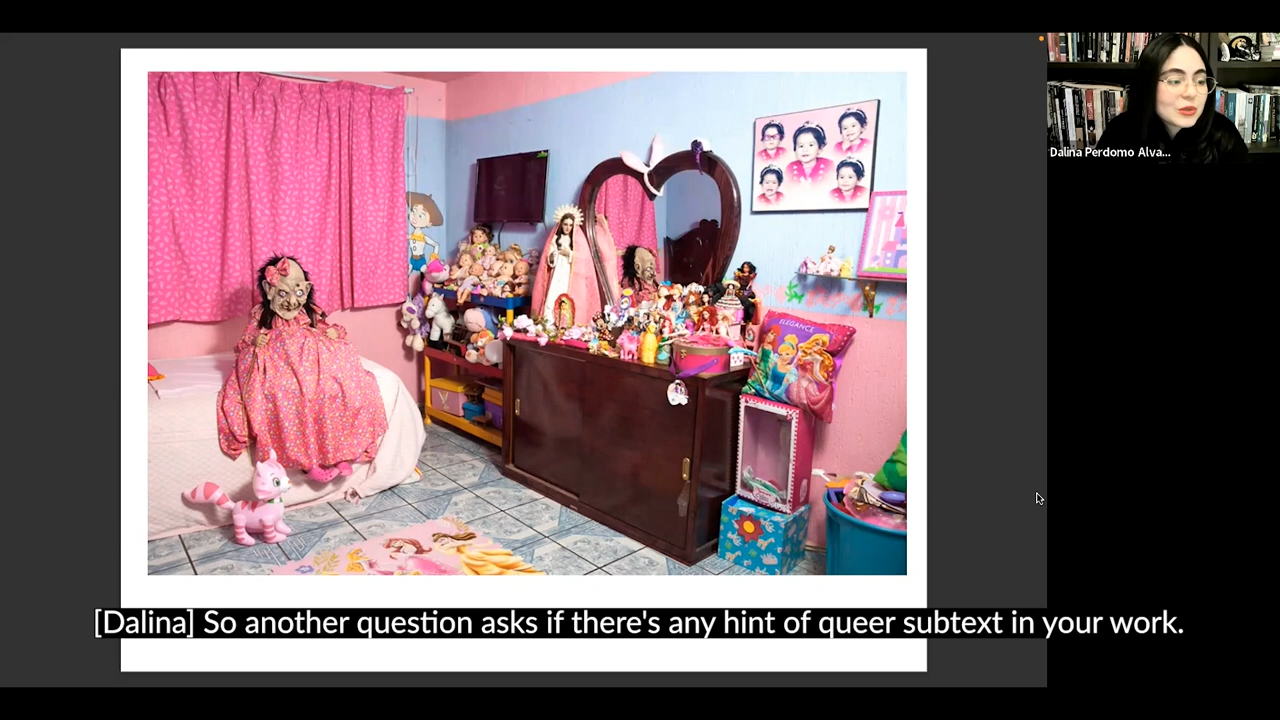 Dalina Perdomo Alva...
ELEGANCE
[Dalina] So another question asks if there's any hint of queer subtext in your work.